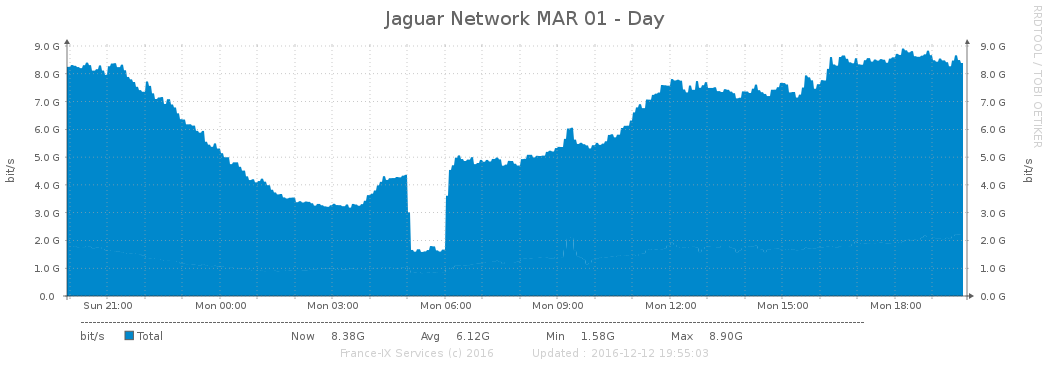 Jaguar Network MAR 01 - Day
RRDTOOL / TOBI OETIKER
9.0 G 9.0 G
8.0 G 8.0 G
7.0 G 7.0 G
6.0 G 6.0 G
5.0 G 5.0 G
4.0 G 4.0 G
3.0 G 3.0 G
2.0 G 2.0 G
1.0 G 1.0 G
0.0 0.0 G
bit/s
bit/s
Sun 21:00 Mon 00:00 Mon 03:00 Mon 06:00 Mon 09:00 Mon 12:00 Mon 15:00 Mon 18:00
bit/s Total Now 8.38G Avg 6.12G Min 1.58G Max 8.90G
France-IX Services (c) 2016 Updated : 2016-12-12 19:55:03